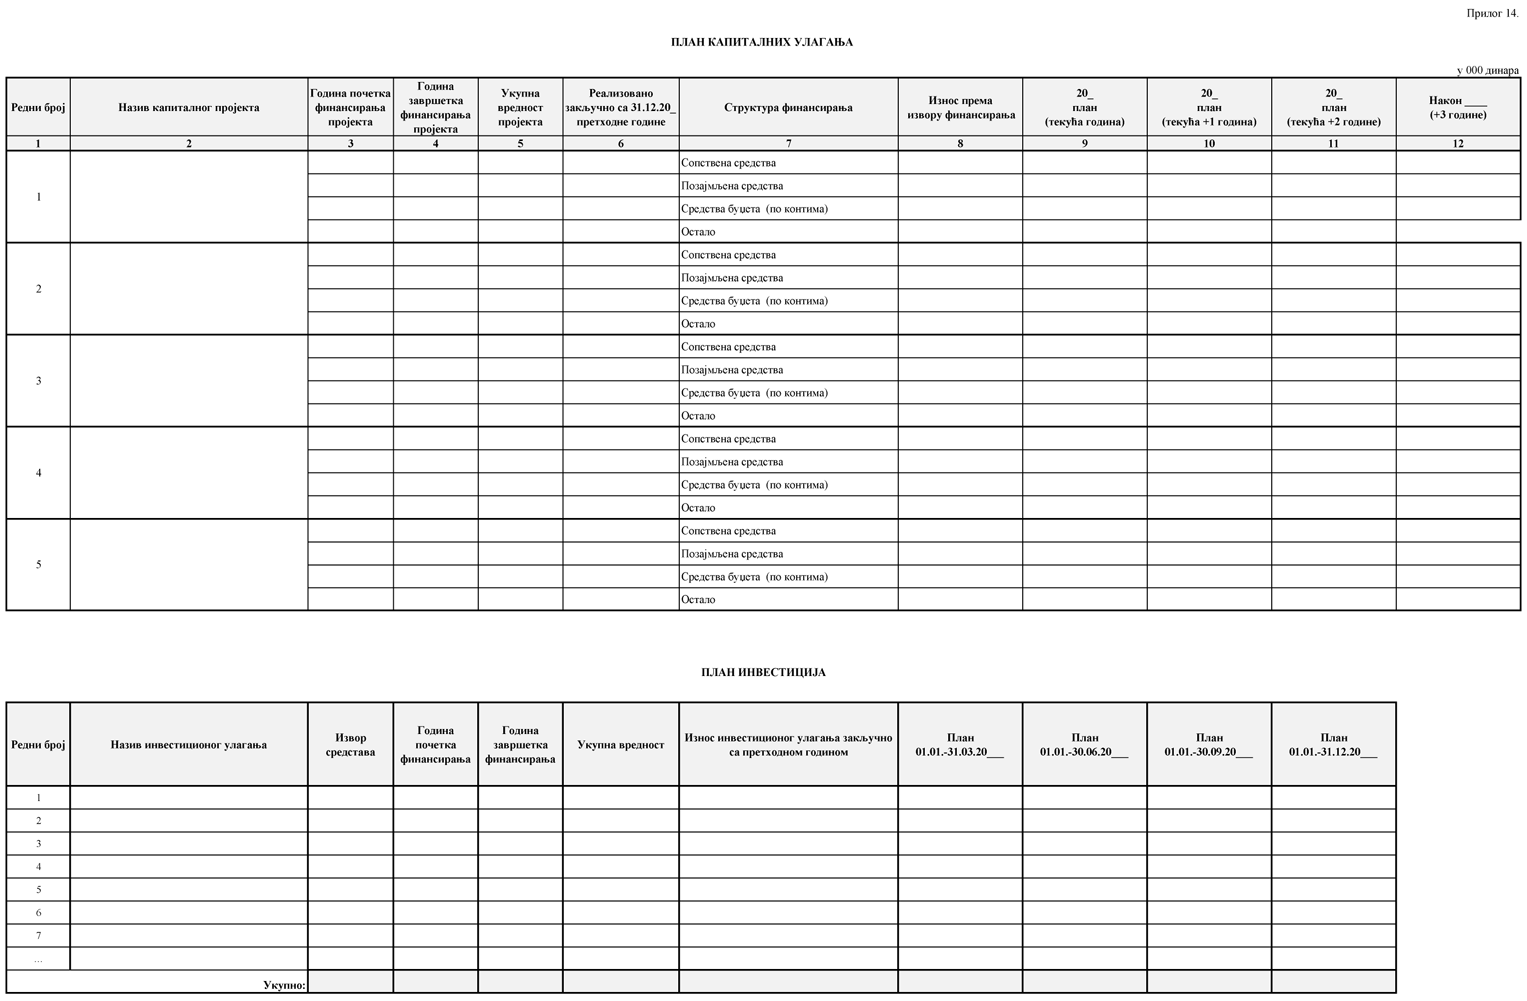 Прилог 14.
ПЛАН КАПИТАЛНИХ УЛАГАЊА
у 000 динара
Редни број
Назив капиталног пројекта
Година почетка
финансирања
пројекта
Година
завршетка
финансирања
пројекта
Укупна
вредност
пројекта
Реализовано
закључно са 31.12.20_
претходне године
Структура финансирања
Износ према
извору финансирања
20_
план
(текућа година)
20_
план
(текућа +1 година)
20_
план
(текућа +2 године)
Након ____
(+3 године)
1 2 3 4 5 6 7 8 9 10 11 12
1
Сопствена средства
Позајмљена средства
Средства буџета (по контима)
Остало
2
Сопствена средства
Позајмљена средства
Средства буџета (по контима)
Остало
3
Сопствена средства
Позајмљена средства
Средства буџета (по контима)
Остало
4
Сопствена средства
Позајмљена средства
Средства буџета (по контима)
Остало
5
Сопствена средства
Позајмљена средства
Средства буџета (по контима)
Остало
ПЛАН ИНВЕСТИЦИЈА
Редни број
Назив инвестиционог улагања
Извор
средстава
Година
почетка
финансирања
Година
завршетка
финансирања
Укупна вредност
Износ инвестиционог улагања закључно
са претходном годином
План
01.01.-31.03.20___
План
01.01.-30.06.20___
План
01.01.-30.09.20___
План
01.01.-31.12.20___
1
2
3
4
5
6
7
...
Укупно: